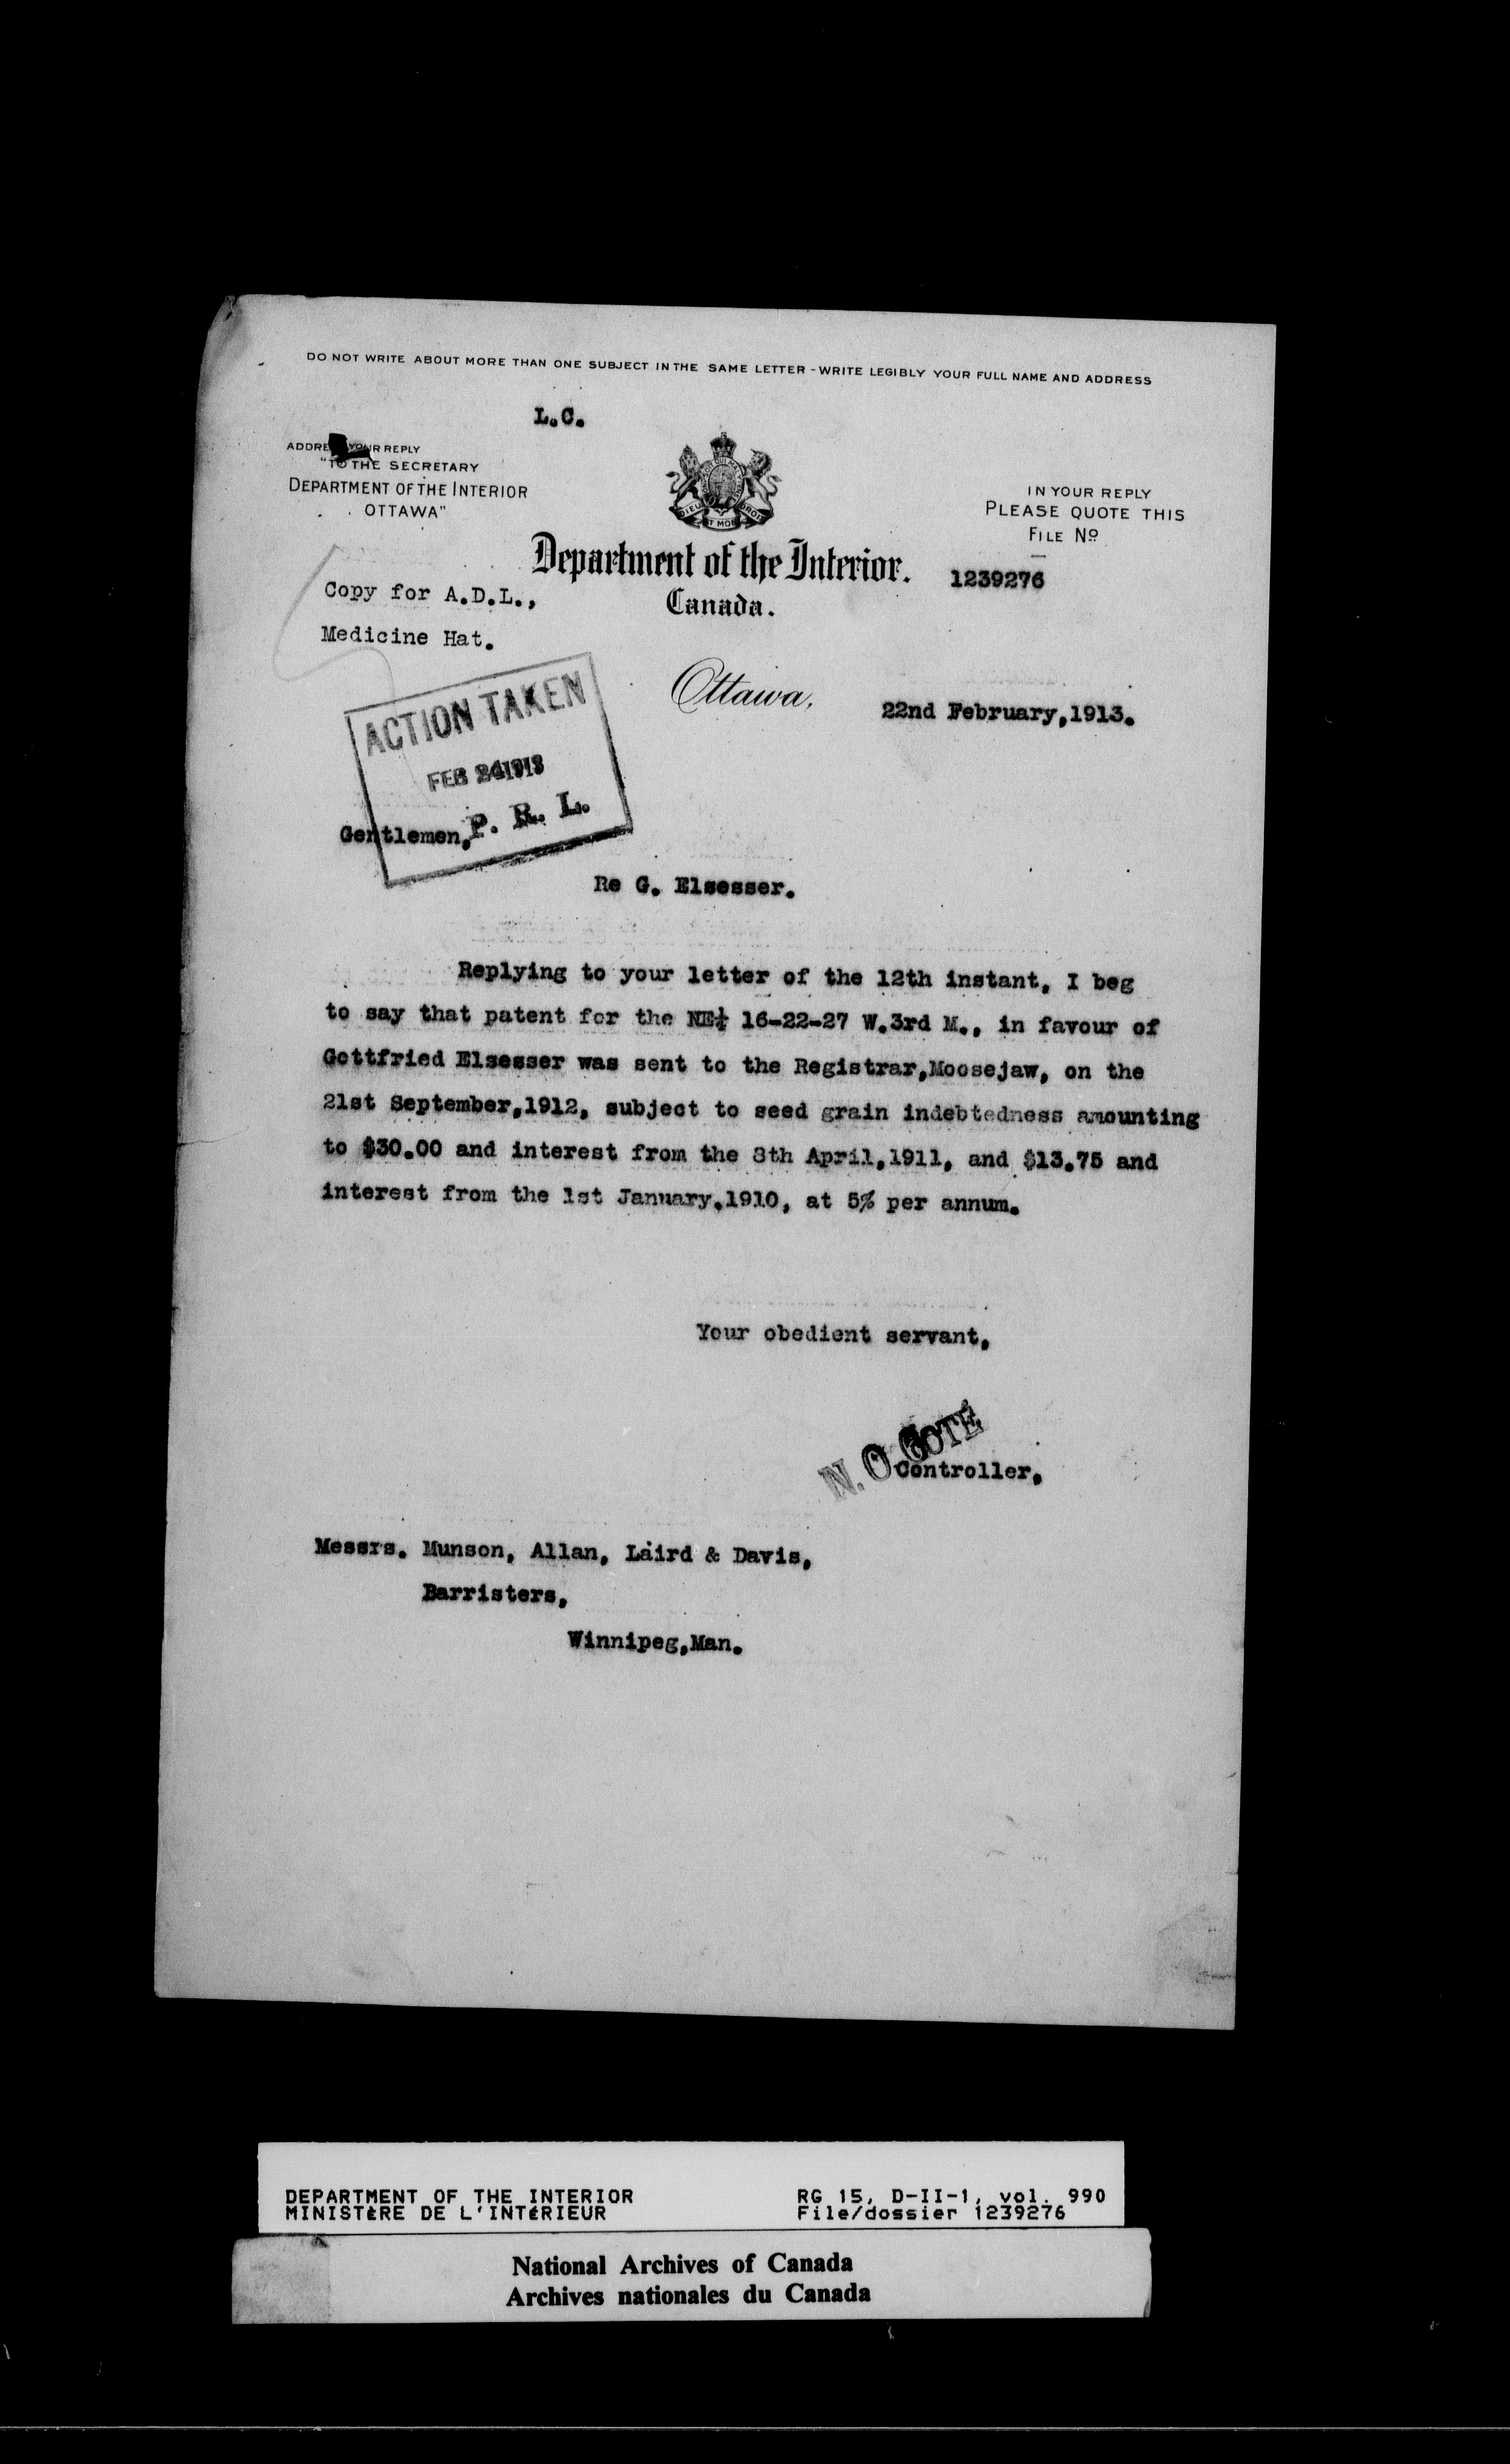 DO NOT WRITE ABOUT MORE THAN ONE SUBJECT IN THE SAME LETTER - WRITE LEGIBLY YOUR FULL NAME AND ADDRESS
L.C.
ADDRE YOUR REPLY
"TO THE SECRETARY
DEPARTMENT OF THE INTERIOR
OTTAWA"
DIEU ET MON DROIT
IN YOUR REPLY
PLEASE QUOTE THIS
FILE No
1239276
Department of the Interior.
Canada.
Copy for A.D.L.,
Medicine Hat.
Ottawa,
22nd February,1913.
ACTION TAKEN
FEB 24 1913
P. R. L.
Gentlemen,
Re G. Elsesser.
Replying to your letter of the 12th instant, I beg
to say that patent for the NE¼ 16-22-27 W.3rd M., in favour of
Gottfried Elsesser was sent to the Registrar,Moosejaw, on the
21st September,1912, subject to seed grain indebtedness amounting
to $30.00 and interest from the 8th April,1911, and $13.75 and
interest from the 1st January,1910, at 5% per annum.
Your obedient servant,
N. O. COTE
Controller.
Messrs. Munson, Allan, Laird & Davis,
Barristers,
Winnipeg,Man.
DEPARTMENT OF THE INTERIOR
MINISTÈRE DE L'INTÉRIEUR
RG 15, D-II-1, vol. 990
File/dossier 1239276
National Archives of Canada
Archives nationales du Canada